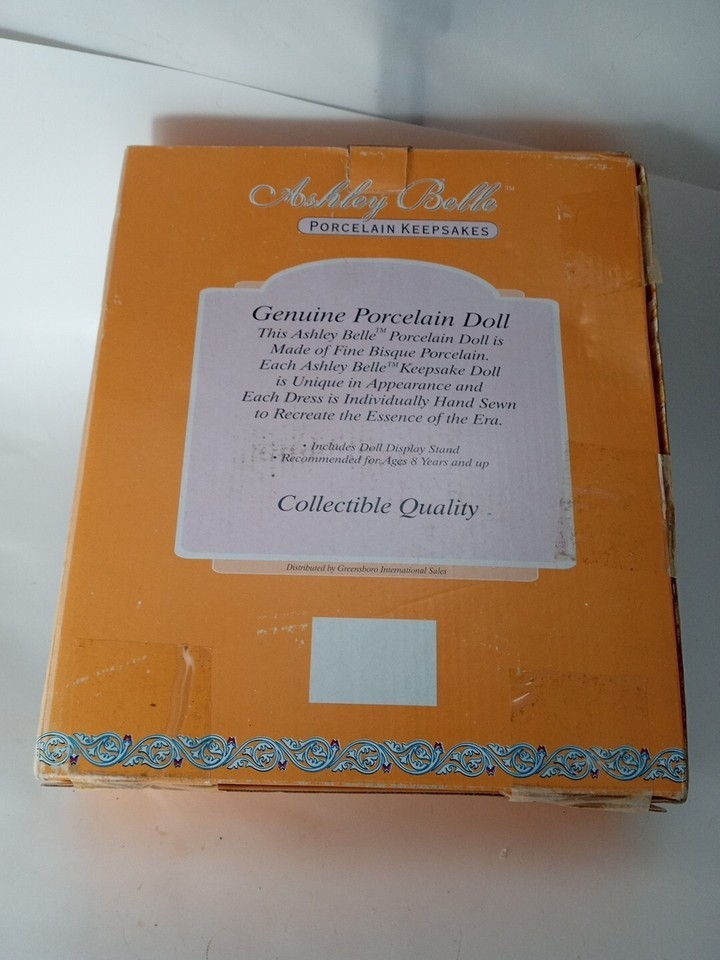 Ashley Belle™
PORCELAIN KEEPSAKES
Genuine Porcelain Doll
This Ashley Belle™ Porcelain Doll is
Made of Fine Bisque Porcelain.
Each Ashley Belle™ Keepsake Doll
is Unique in Appearance and
Each Dress is Individually Hand Sewn
to Recreate the Essence of the Era.
• Includes Doll Display Stand
• Recommended for Ages 8 Years and up
Collectible Quality
Distributed by Greensboro International Sales